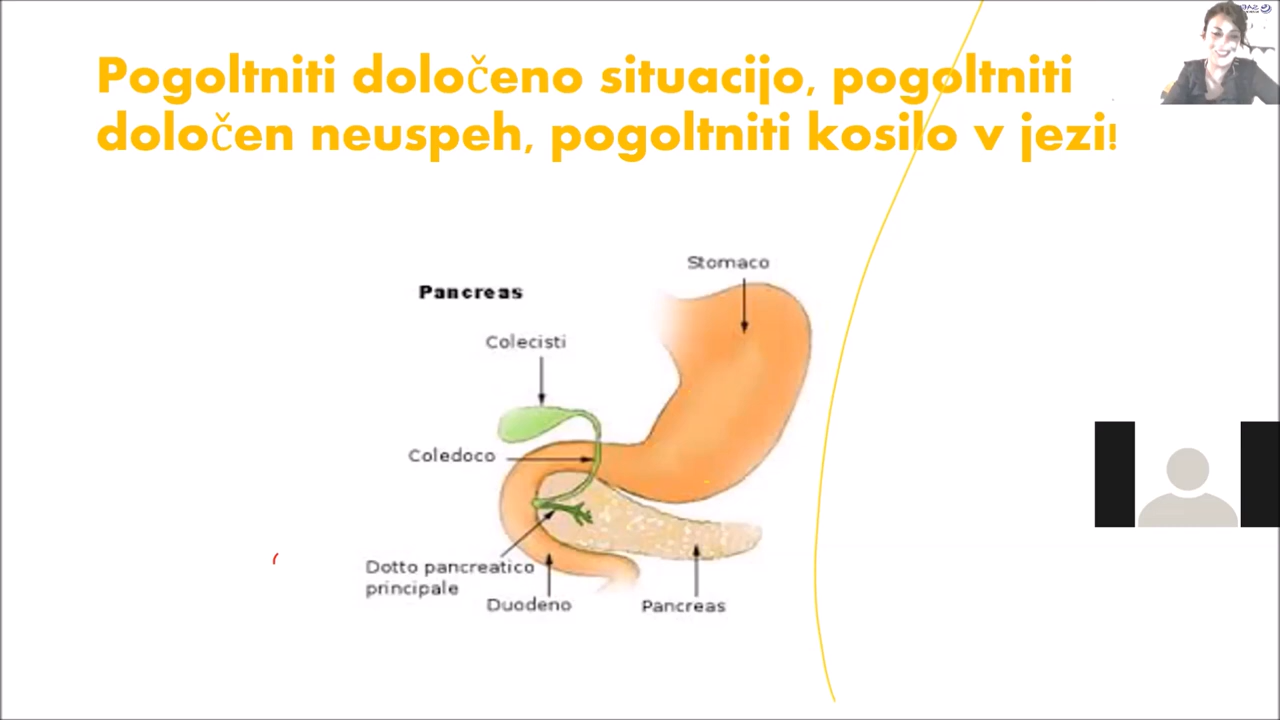 Pogoltniti določeno situacijo, pogoltniti
določen neuspeh, pogoltniti kosilo v jezi!
Stomaco
Pancreas
Colecisti
Coledoco
Dotto pancreatico
principale
Duodeno
Pancreas